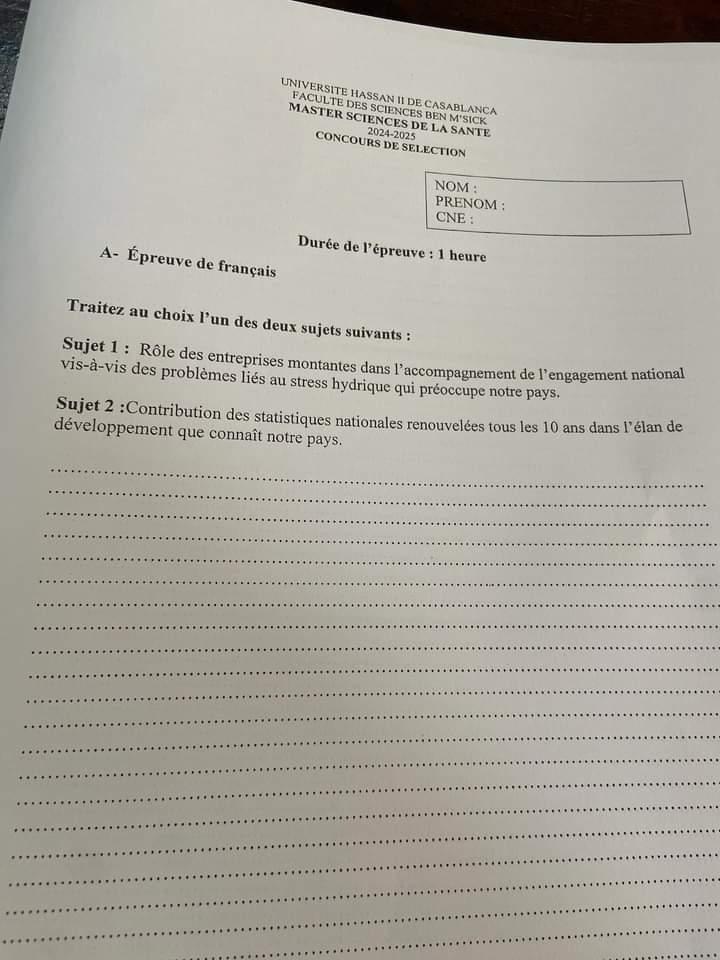 UNIVERSITE HASSAN II DE CASABLANCA
FACULTE DES SCIENCES BEN M'SICK
MASTER SCIENCES DE LA SANTE
2024-2025
CONCOURS DE SELECTION
NOM :
PRENOM :
CNE :
Durée de l'épreuve : 1 heure
A- Épreuve de français
Traitez au choix l'un des deux sujets suivants :
Sujet 1 : Rôle des entreprises montantes dans l'accompagnement de l'engagement national
vis-à-vis des problèmes liés au stress hydrique qui préoccupe notre pays.
Sujet 2 :Contribution des statistiques nationales renouvelées tous les 10 ans dans l'élan de
développement que connaît notre pays.